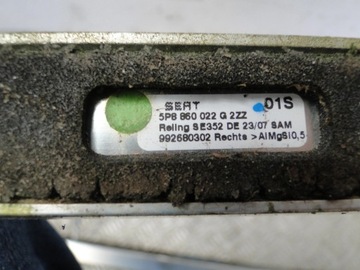 SEAT 01S
5P8 860 022 G 2ZZ
Reling SE352 DE 23/07 SAM
992680302 Rechts >AlMgSi0,5